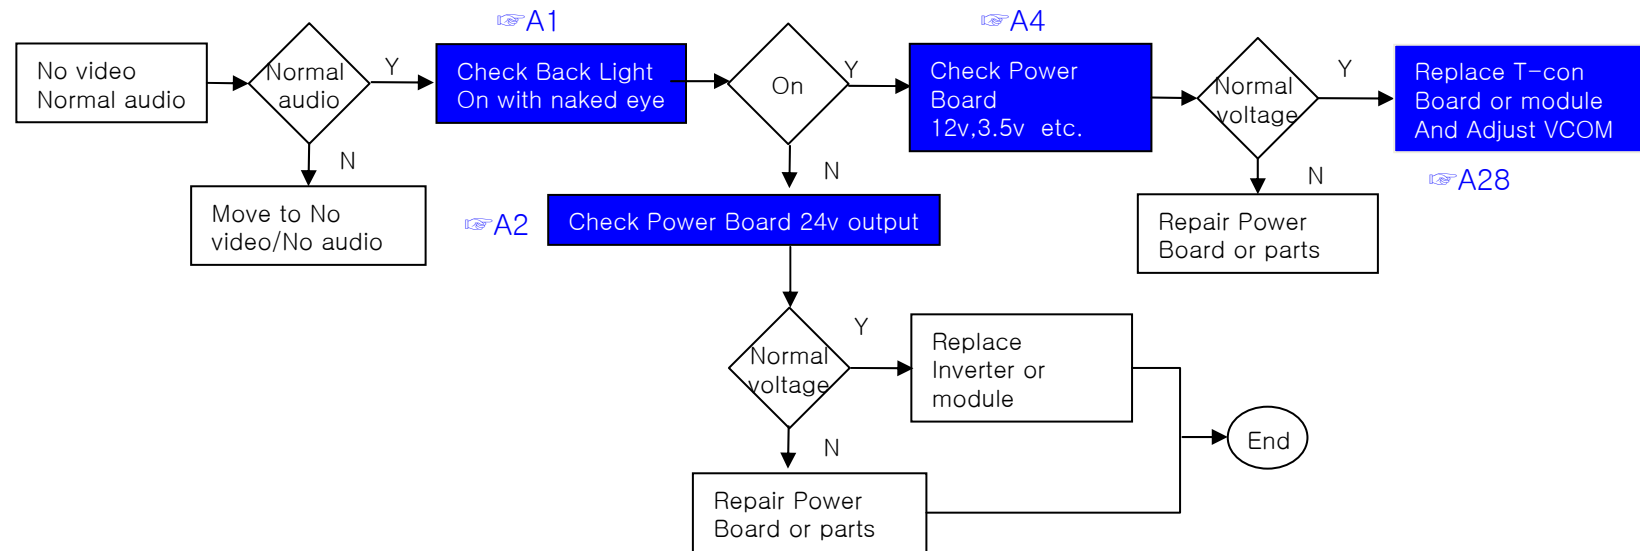 ☞A1
☞A4
No video
Normal audio
Normal
audio
Y
Check Back Light
On with naked eye
On
Y
Check Power
Board
12v,3.5v etc.
Normal
voltage
Y
Replace T-con
Board or module
And Adjust VCOM
N
N
N
☞A28
Move to No
video/No audio
☞A2
Check Power Board 24v output
Repair Power
Board or parts
Normal
voltage
Y
Replace
Inverter or
module
End
N
Repair Power
Board or parts